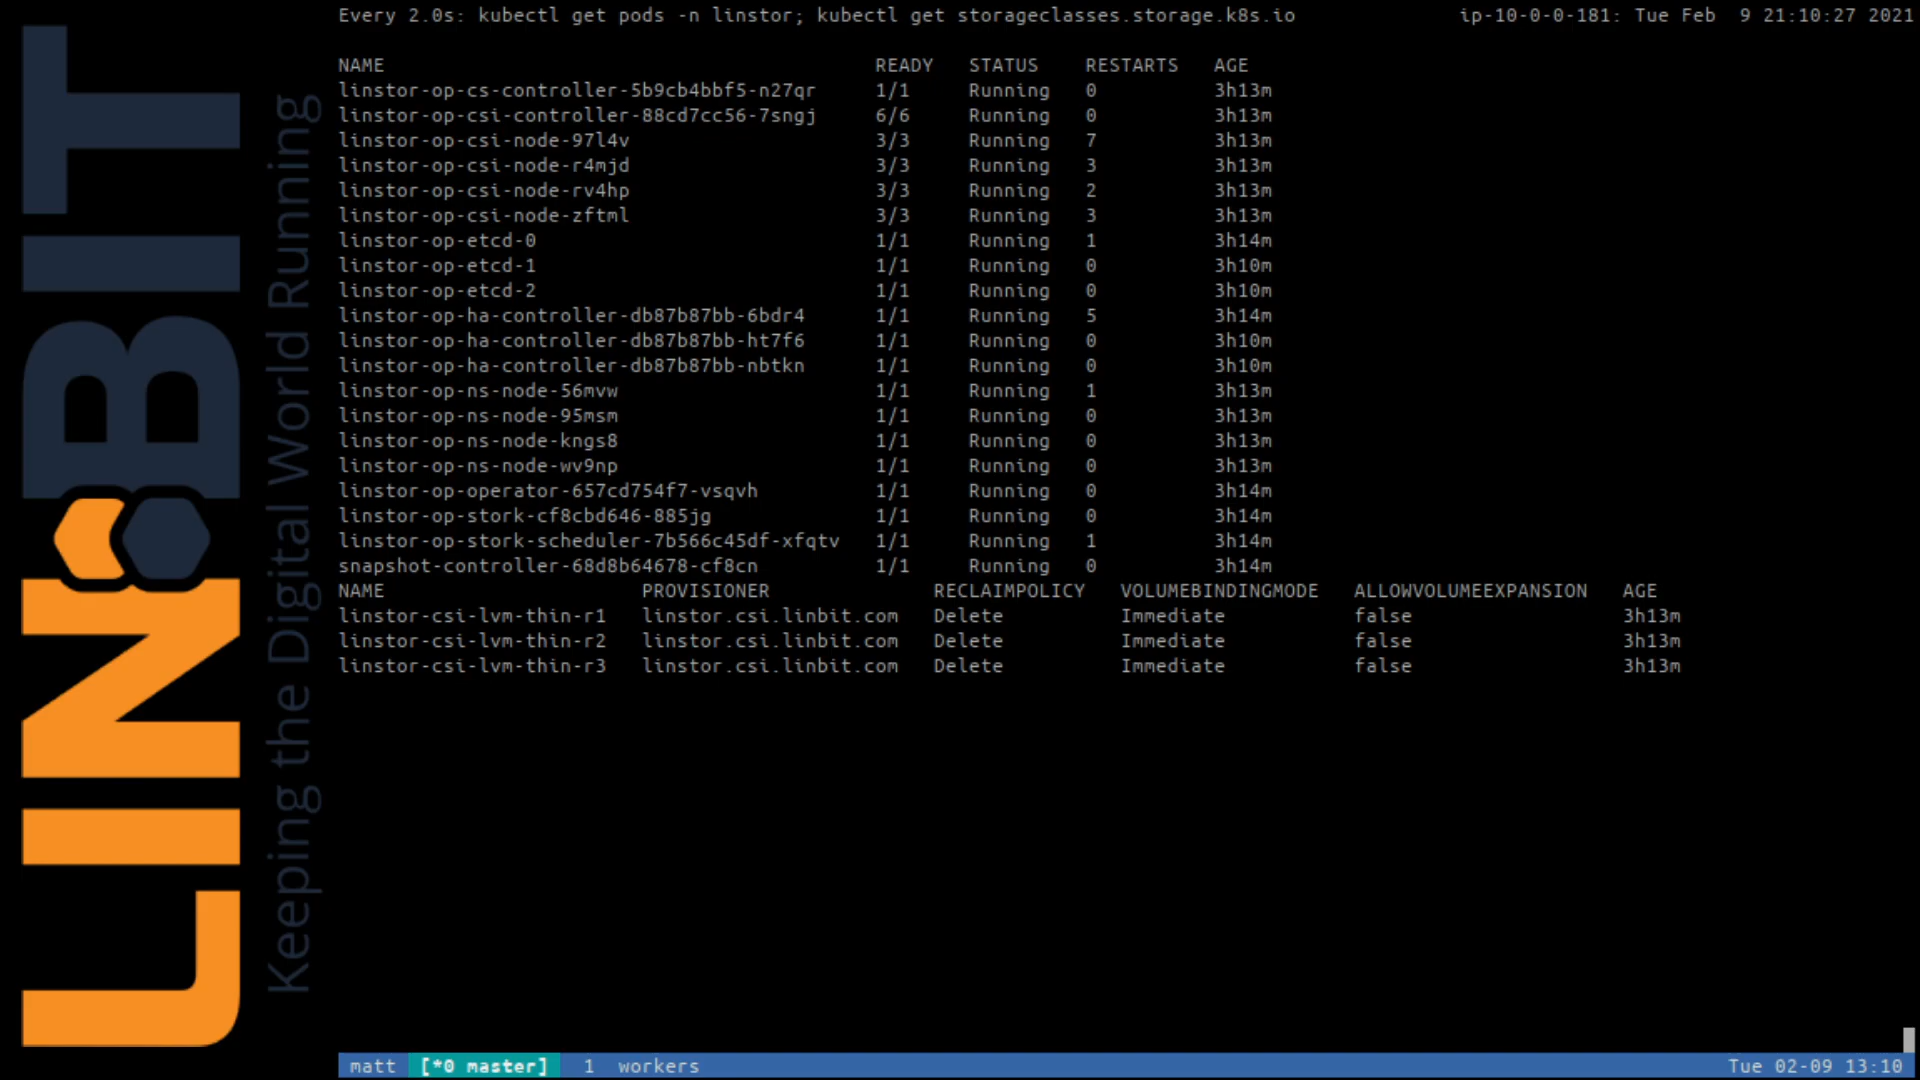 LINBIT
Keeping the Digital World Running
Every 2.0s: kubectl get pods -n linstor; kubectl get storageclasses.storage.k8s.io ip-10-0-0-181: Tue Feb  9 21:10:27 2021
NAME READY STATUS RESTARTS AGE
linstor-op-cs-controller-5b9cb4bbf5-n27qr 1/1 Running 0 3h13m
linstor-op-csi-controller-88cd7cc56-7sngj 6/6 Running 0 3h13m
linstor-op-csi-node-97l4v 3/3 Running 7 3h13m
linstor-op-csi-node-r4mjd 3/3 Running 3 3h13m
linstor-op-csi-node-rv4hp 3/3 Running 2 3h13m
linstor-op-csi-node-zftml 3/3 Running 3 3h13m
linstor-op-etcd-0 1/1 Running 1 3h14m
linstor-op-etcd-1 1/1 Running 0 3h10m
linstor-op-etcd-2 1/1 Running 0 3h10m
linstor-op-ha-controller-db87b87bb-6bdr4 1/1 Running 5 3h14m
linstor-op-ha-controller-db87b87bb-ht7f6 1/1 Running 0 3h10m
linstor-op-ha-controller-db87b87bb-nbtkn 1/1 Running 0 3h10m
linstor-op-ns-node-56mvw 1/1 Running 1 3h13m
linstor-op-ns-node-95msm 1/1 Running 0 3h13m
linstor-op-ns-node-kngs8 1/1 Running 0 3h13m
linstor-op-ns-node-wv9np 1/1 Running 0 3h13m
linstor-op-operator-657cd754f7-vsqvh 1/1 Running 0 3h14m
linstor-op-stork-cf8cbd646-885jg 1/1 Running 0 3h14m
linstor-op-stork-scheduler-7b566c45df-xfqtv 1/1 Running 1 3h14m
snapshot-controller-68d8b64678-cf8cn 1/1 Running 0 3h14m
NAME PROVISIONER RECLAIMPOLICY VOLUMEBINDINGMODE ALLOWVOLUMEEXPANSION AGE
linstor-csi-lvm-thin-r1 linstor.csi.linbit.com Delete Immediate false 3h13m
linstor-csi-lvm-thin-r2 linstor.csi.linbit.com Delete Immediate false 3h13m
linstor-csi-lvm-thin-r3 linstor.csi.linbit.com Delete Immediate false 3h13m
matt [*0 master] 1 workers Tue 02-09 13:10